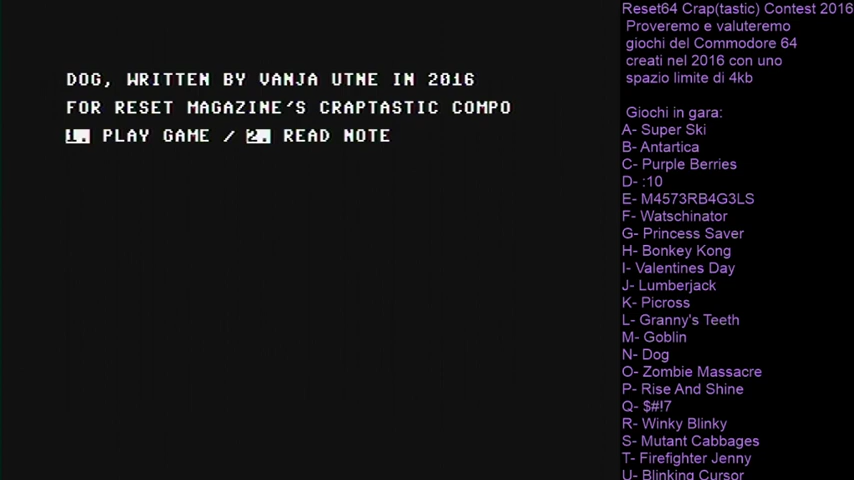 DOG, WRITTEN BY VANJA UTNE IN 2016
FOR RESET MAGAZINE'S CRAPTASTIC COMPO
1. PLAY GAME / 2. READ NOTE
Reset64 Crap(tastic) Contest 2016
Proveremo e valuteremo
giochi del Commodore 64
creati nel 2016 con uno
spazio limite di 4kb
Giochi in gara:
A- Super Ski
B- Antartica
C- Purple Berries
D- :10
E- M4573RB4G3LS
F- Watschinator
G- Princess Saver
H- Bonkey Kong
I- Valentines Day
J- Lumberjack
K- Picross
L- Granny's Teeth
M- Goblin
N- Dog
O- Zombie Massacre
P- Rise And Shine
Q- $#!7
R- Winky Blinky
S- Mutant Cabbages
T- Firefighter Jenny
U- Blinking Cursor